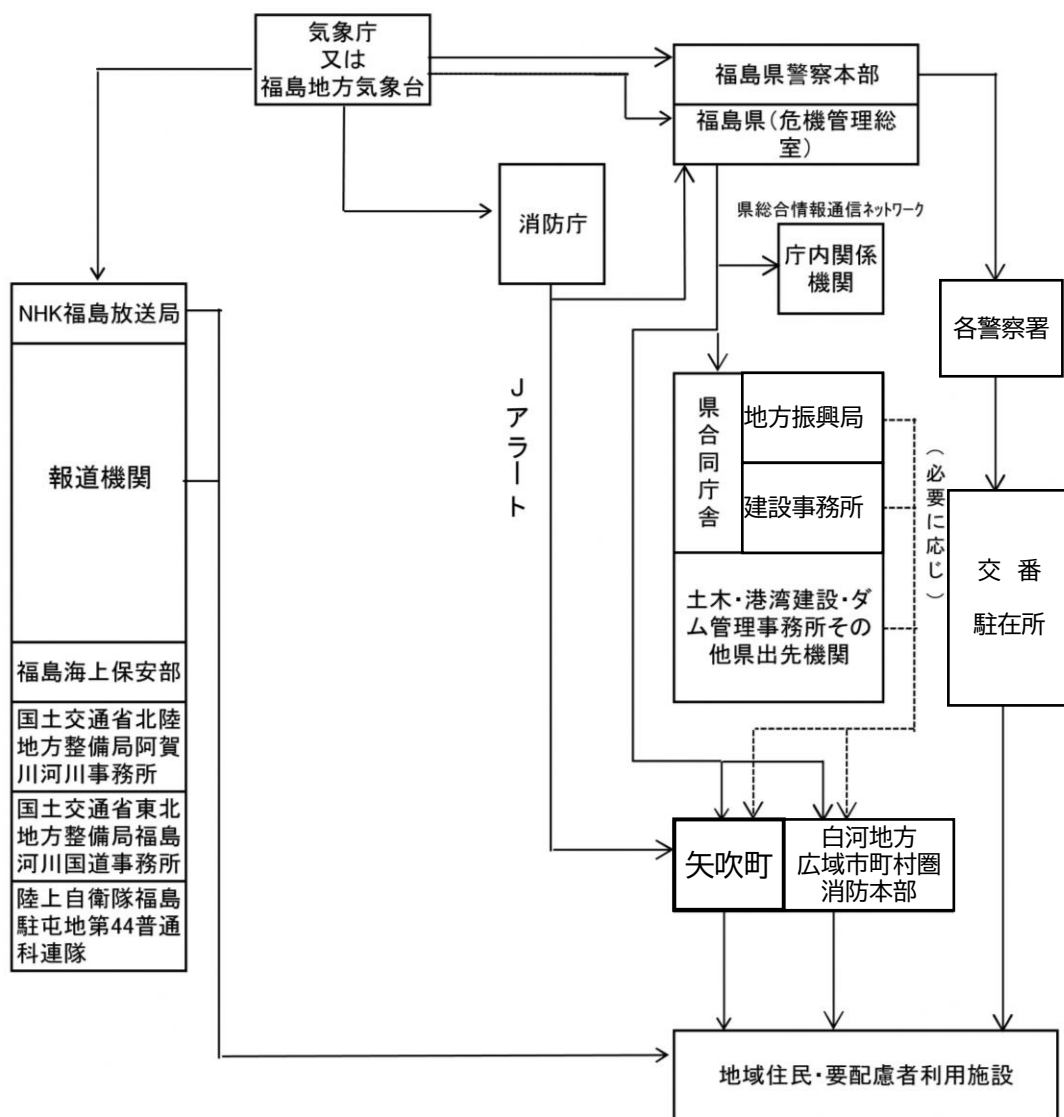 気象庁
又は
福島地方気象台
福島県警察本部
福島県(危機管理総
室)
消防庁
県総合情報通信ネットワーク
庁内関係
機関
NHK福島放送局
各警察署
Jアラート
県合同庁舎
地方振興局
建設事務所
(必要に応じ)
報道機関
交 番
駐在所
土木・港湾建設・ダ
ム管理事務所その
他県出先機関
福島海上保安部
国土交通省北陸
地方整備局阿賀
川河川事務所
国土交通省東北
地方整備局福島
河川国道事務所
陸上自衛隊福島
駐屯地第44普通
科連隊
矢吹町
白河地方
広域市町村圏
消防本部
地域住民・要配慮者利用施設